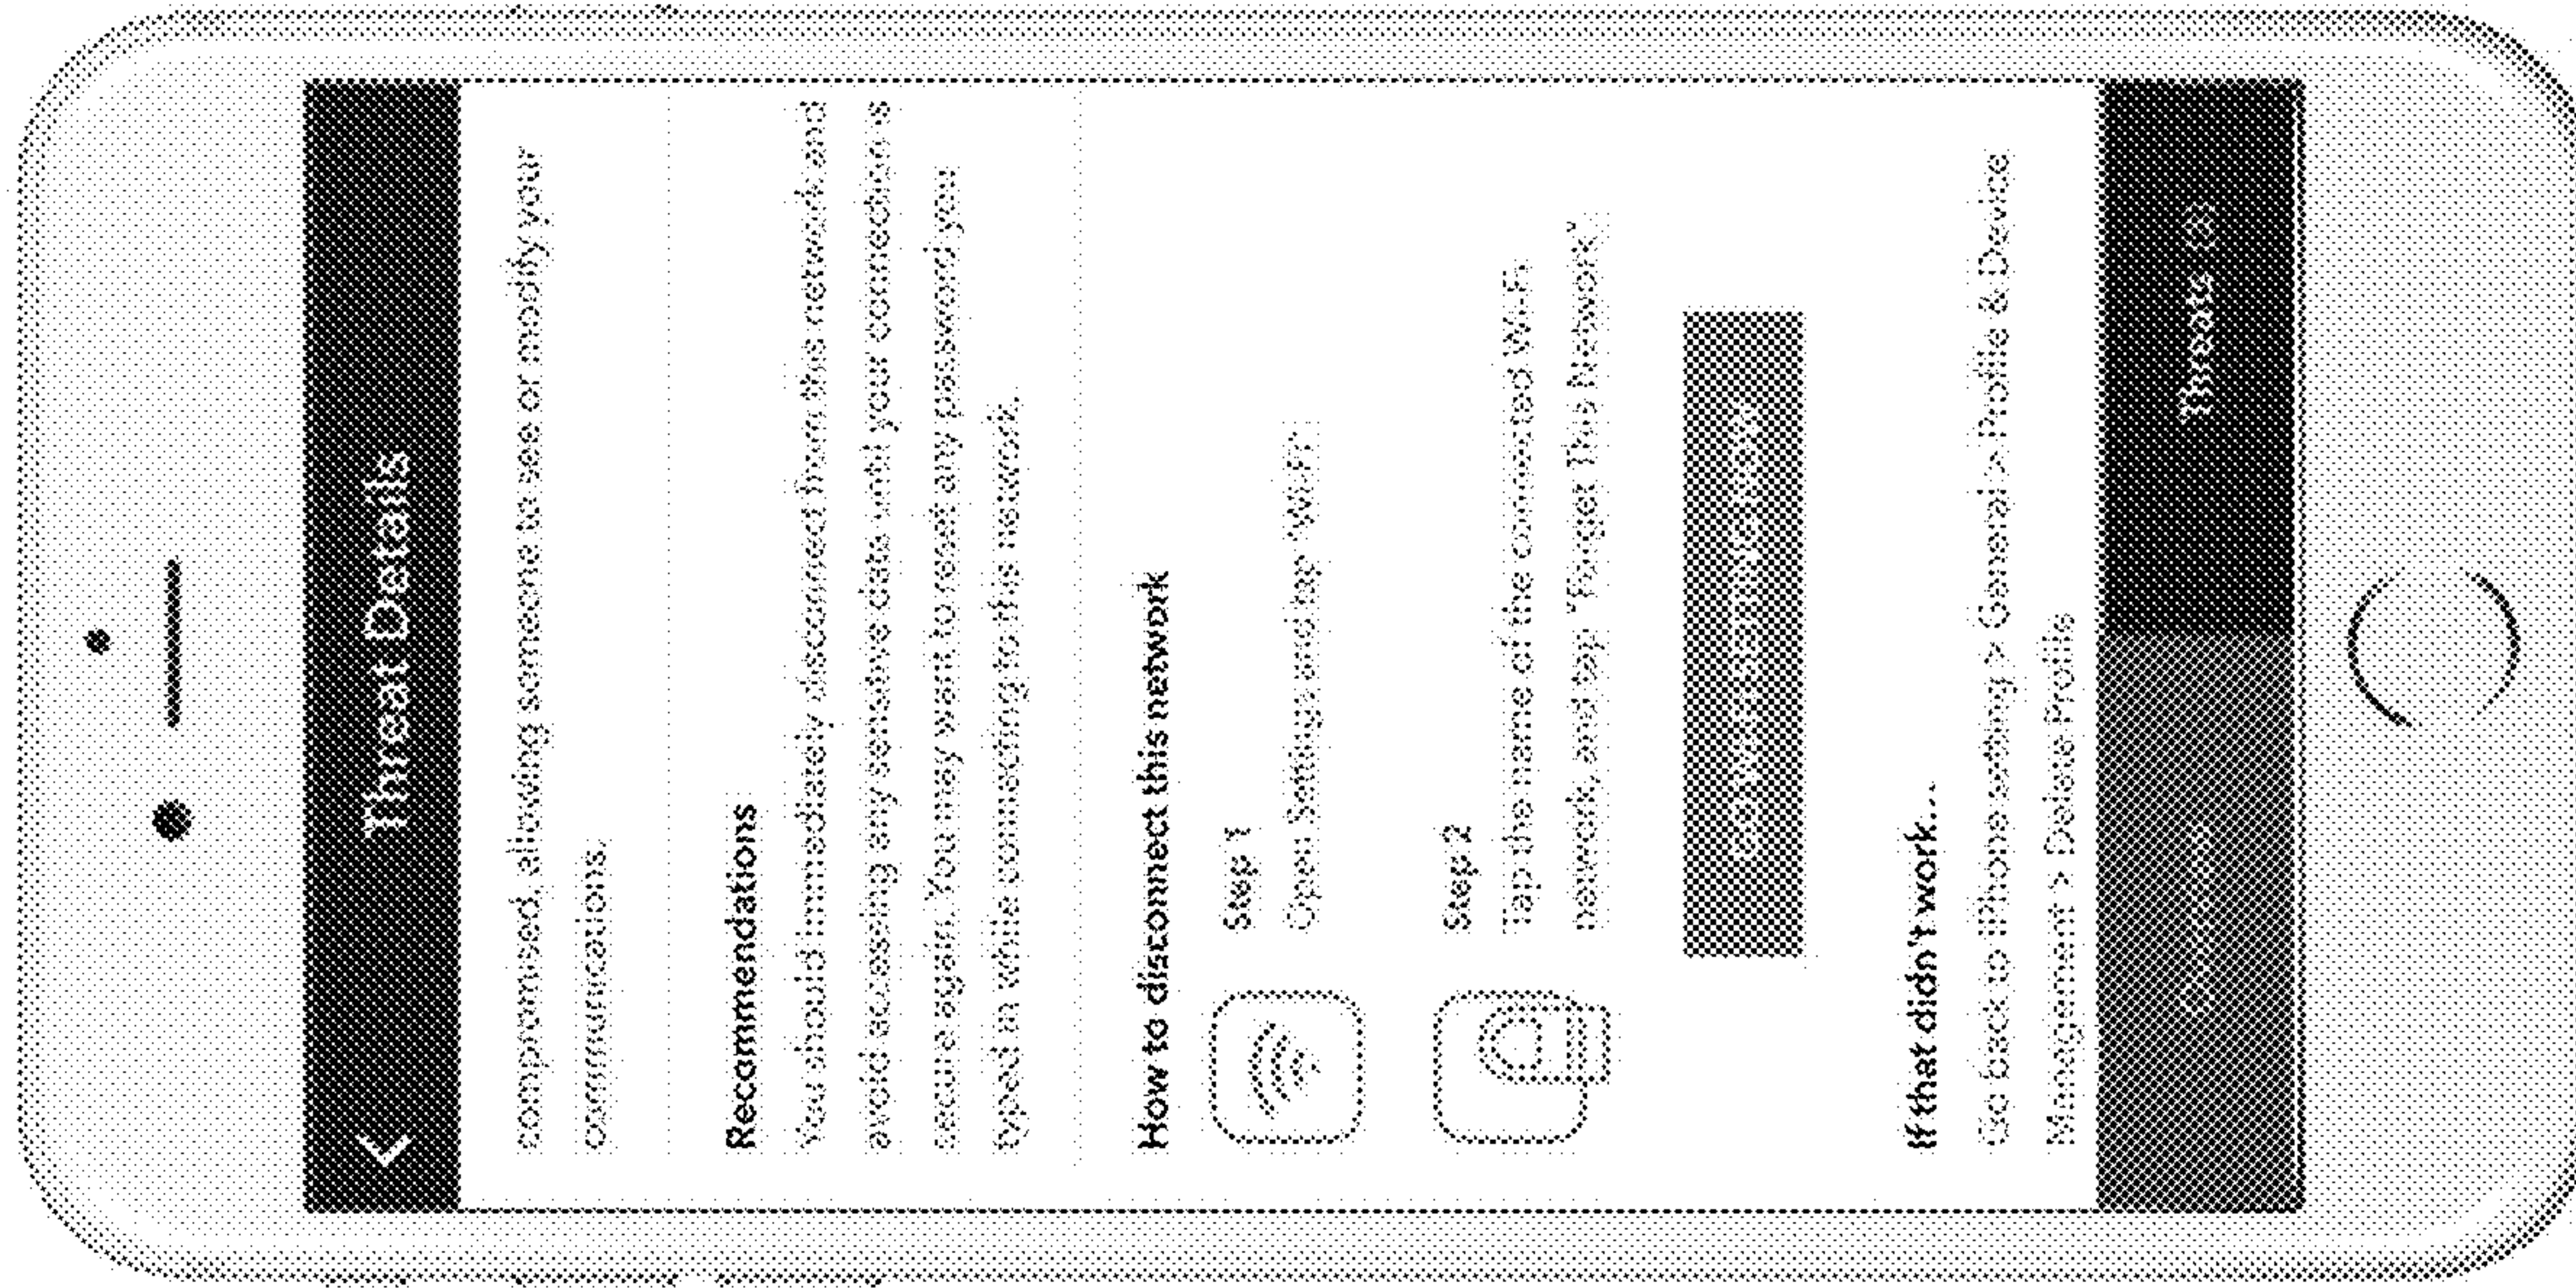 Threat Details
compromised, allowing someone to see or modify your
communications.
Recommendations
You should immediately disconnect from this network and
avoid accessing any sensitive data until your connection is
secure again. You may want to reset any password you
typed in while connecting to this network.
How to disconnect this network
Step 1
Open Settings and tap "Wi-Fi"
Step 2
Tap the name of the connected Wi-Fi
network, and tap "Forget This Network"
If that didn't work...
Go back to iPhone setting > General > Profile & Device
Management > Delete Profils
Threats (8)